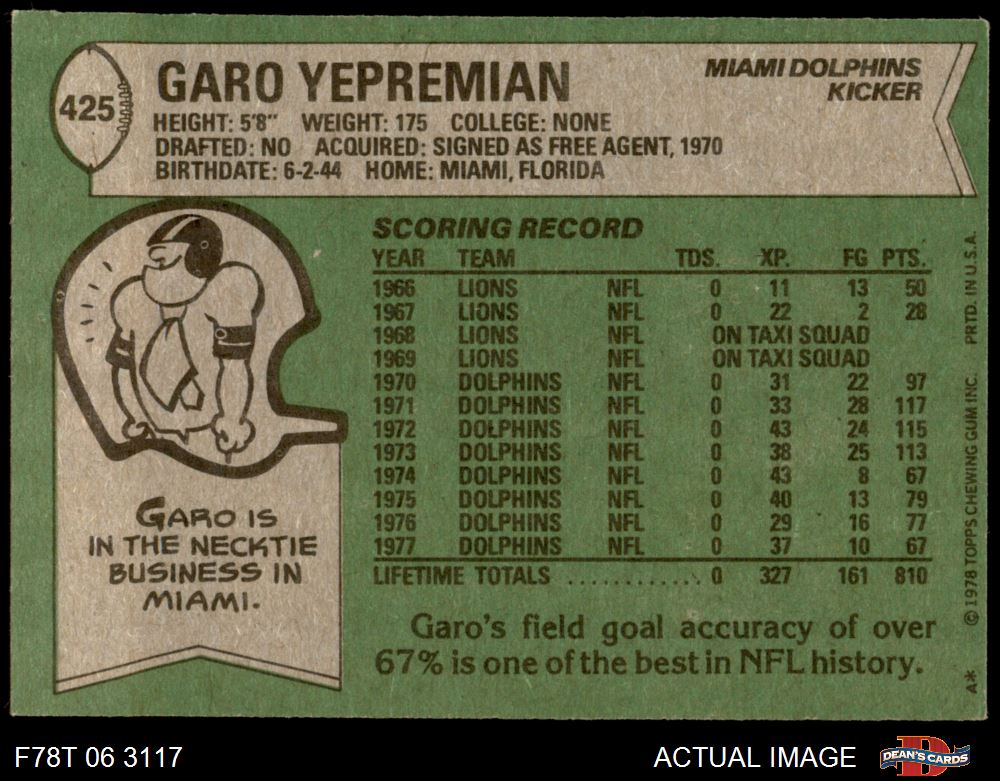 425
GARO YEPREMIAN
MIAMI DOLPHINS
KICKER
HEIGHT: 5'8" WEIGHT: 175 COLLEGE: NONE
DRAFTED: NO ACQUIRED: SIGNED AS FREE AGENT, 1970
BIRTHDATE: 6-2-44 HOME: MIAMI, FLORIDA
SCORING RECORD
YEAR TEAM TDS. XP. FG PTS.
1966 LIONS NFL 0 11 13 50
1967 LIONS NFL 0 22 2 28
1968 LIONS NFL ON TAXI SQUAD
1969 LIONS NFL ON TAXI SQUAD
1970 DOLPHINS NFL 0 31 22 97
1971 DOLPHINS NFL 0 33 28 117
1972 DOLPHINS NFL 0 43 24 115
1973 DOLPHINS NFL 0 38 25 113
1974 DOLPHINS NFL 0 43 8 67
1975 DOLPHINS NFL 0 40 13 79
1976 DOLPHINS NFL 0 29 16 77
1977 DOLPHINS NFL 0 37 10 67
LIFETIME TOTALS ............ 0 327 161 810
GARO IS
IN THE NECKTIE
BUSINESS IN
MIAMI.
Garo's field goal accuracy of over
67% is one of the best in NFL history.
A* © 1978 TOPPS CHEWING GUM INC. PRTD. IN U.S.A.
F78T 06 3117
ACTUAL IMAGE
D
DEAN'S CARDS